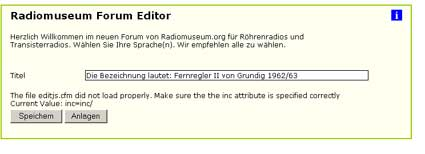 Radiomuseum Forum Editor
i
Herzlich Willkommen im neuen Forum von Radiomuseum.org für Röhrenradios und
Transisterradios. Wählen Sie Ihre Sprache(n). Wir empfehlen alle zu wählen.
Titel Die Bezeichnung lautet: Fernregler II von Grundig 1962/63
The file editjs.cfm did not load properly. Make sure the the inc attribute is specified correctly
Current Value: inc=inc/
Speichern Anlagen